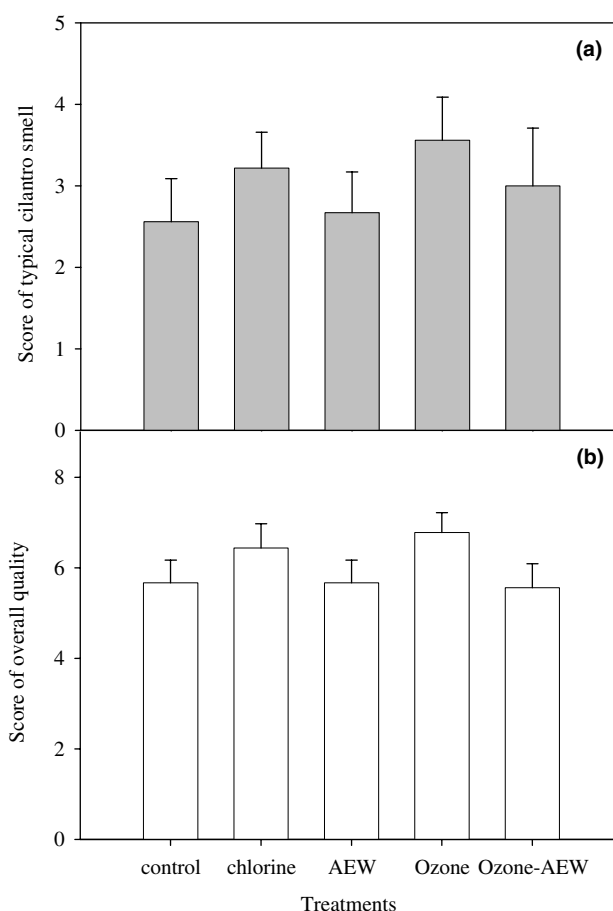 5
(a)
4
3
2
1
0
Score of typical cilantro smell
(b)
8
6
4
2
0
Score of overall quality
control chlorine AEW Ozone Ozone-AEW
Treatments